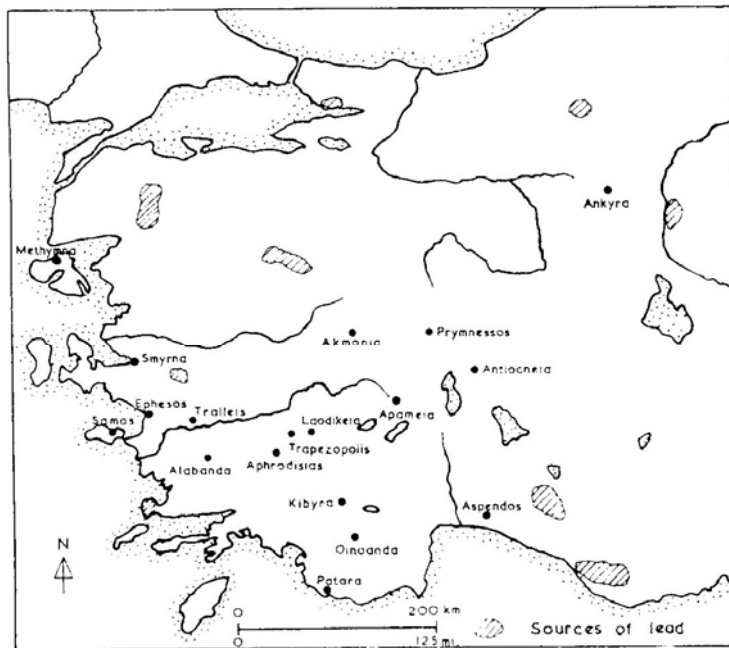 Ankyra
Methymna
Akmonia
Prymnessos
Smyrna
Antiocheia
Ephesos
Tralleis
Laodikeia
Apameia
Samos
Trapezopolis
Alabanda
Aphrodisias
Kibyra
Aspendos
Oinoanda
N
Patara
0 200 km
0 125 mi.
Sources of lead